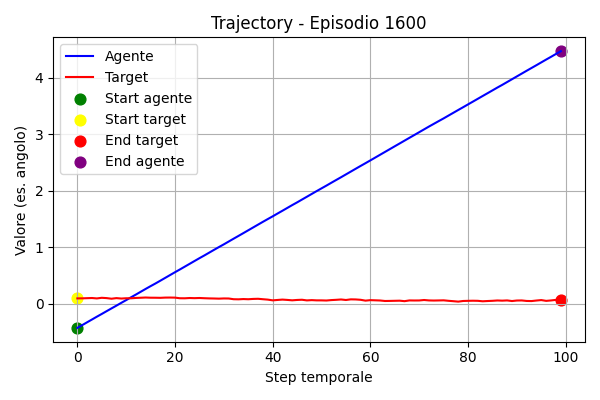 Trajectory - Episodio 1600
Agente
Target
Start agente
Start target
End target
End agente
Valore (es. angolo)
4
3
2
1
0
0
20
40
60
80
100
Step temporale